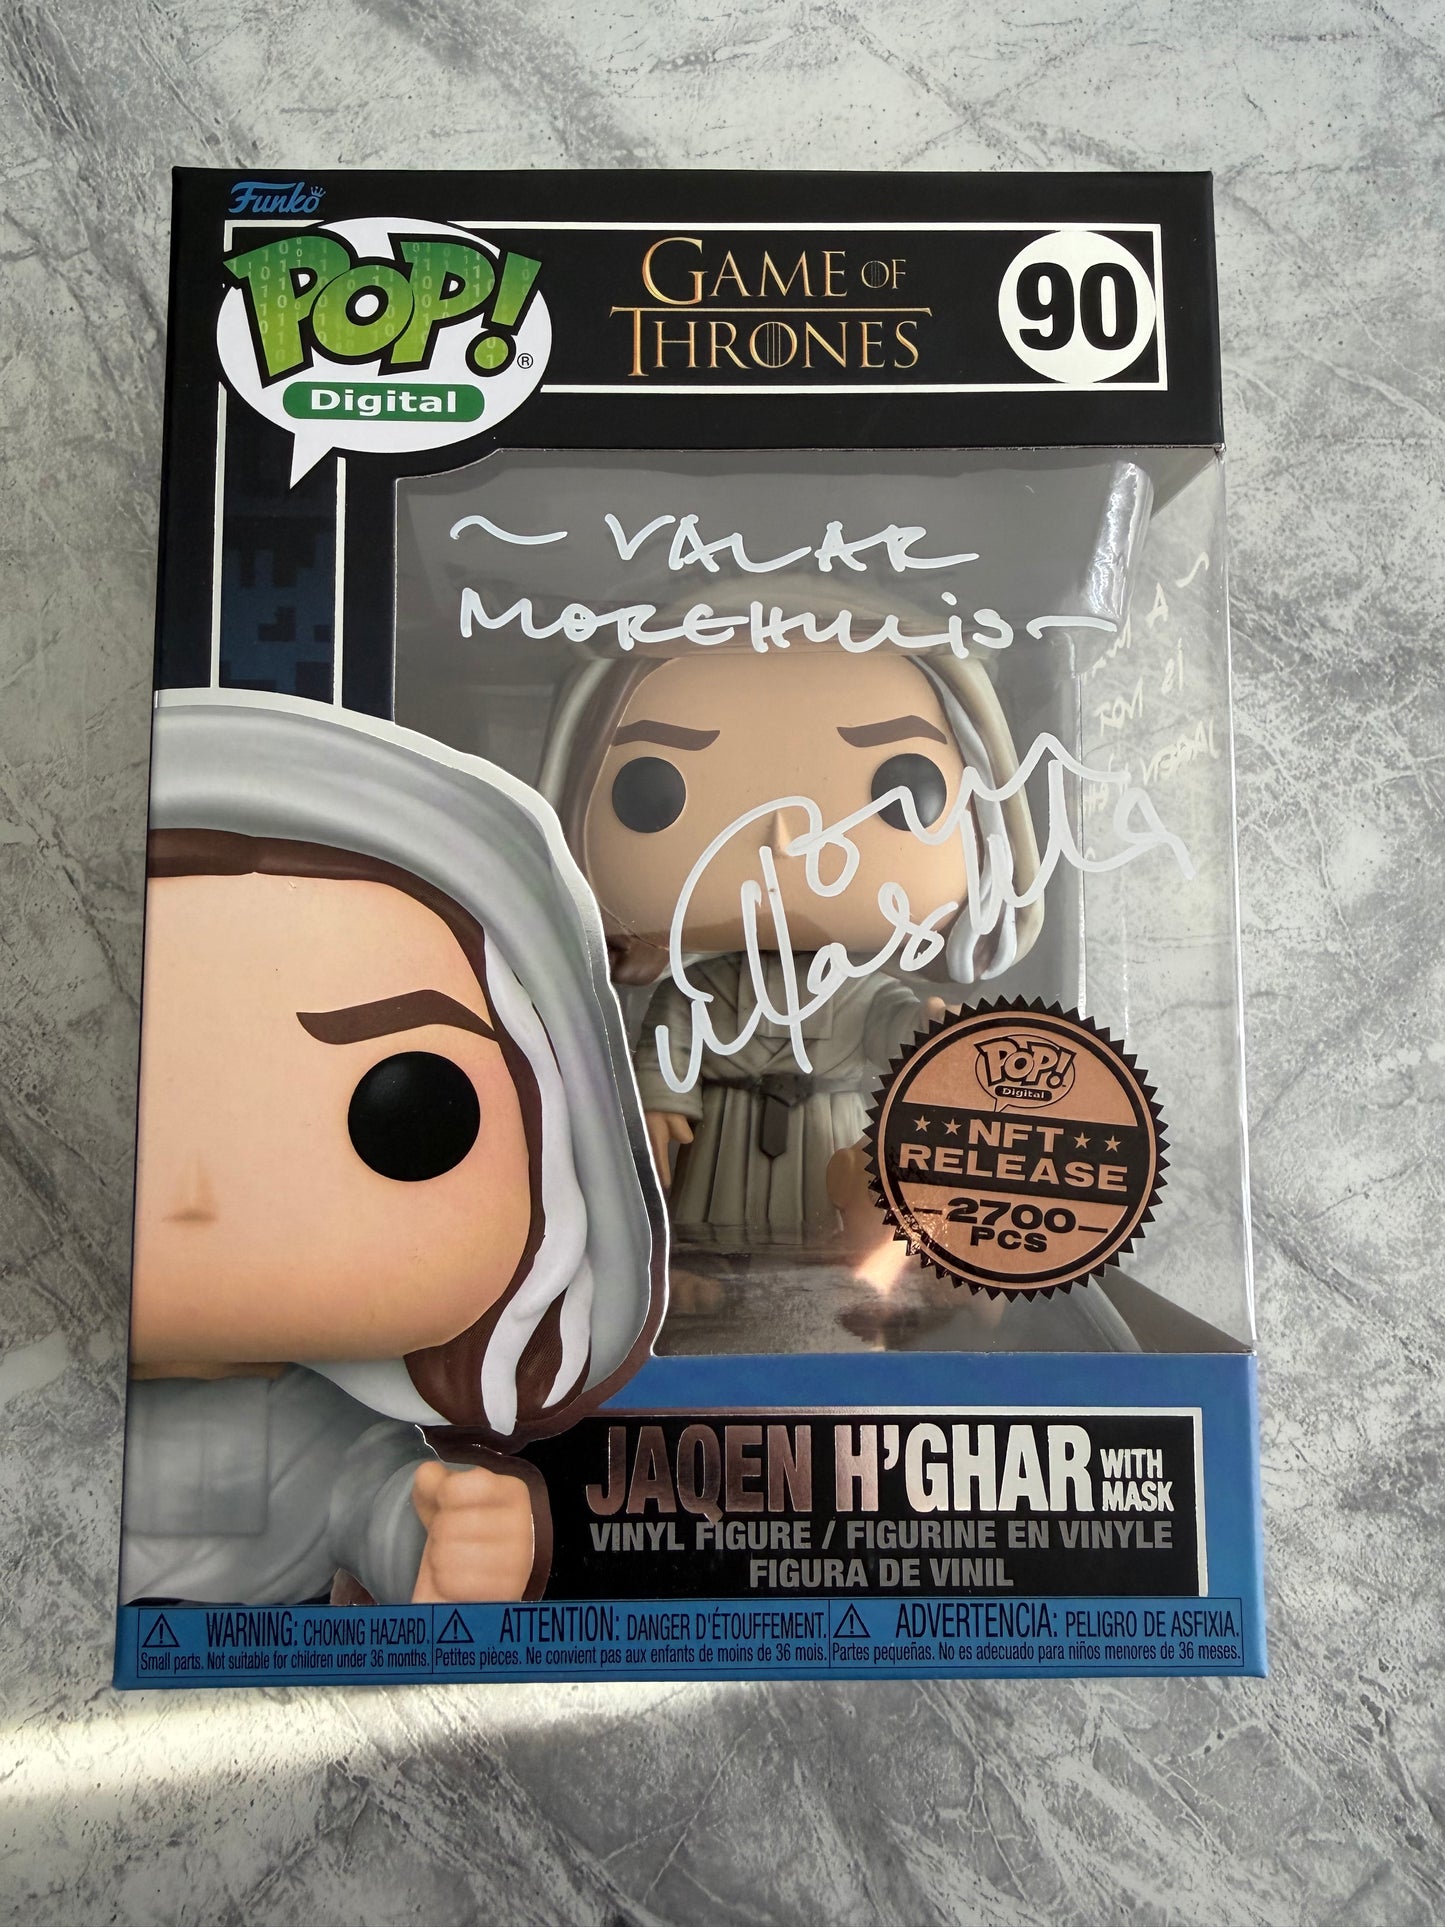 Funko
POP!®
Digital
GAME OF
THRONES
90
~ VALAR
MORGHULIS ~
A
IS
NOT
JAQEN
POP!
Digital
NFT
RELEASE
-2700-
PCS
JAQEN H'GHAR WITH MASK
VINYL FIGURE / FIGURINE EN VINYLE
FIGURA DE VINIL
WARNING: CHOKING HAZARD.
Small parts. Not suitable for children under 36 months.
ATTENTION: DANGER D'ÉTOUFFEMENT.
Petites pièces. Ne convient pas aux enfants de moins de 36 mois.
ADVERTENCIA: PELIGRO DE ASFIXIA.
Partes pequeñas. No es adecuado para niños menores de 36 meses.